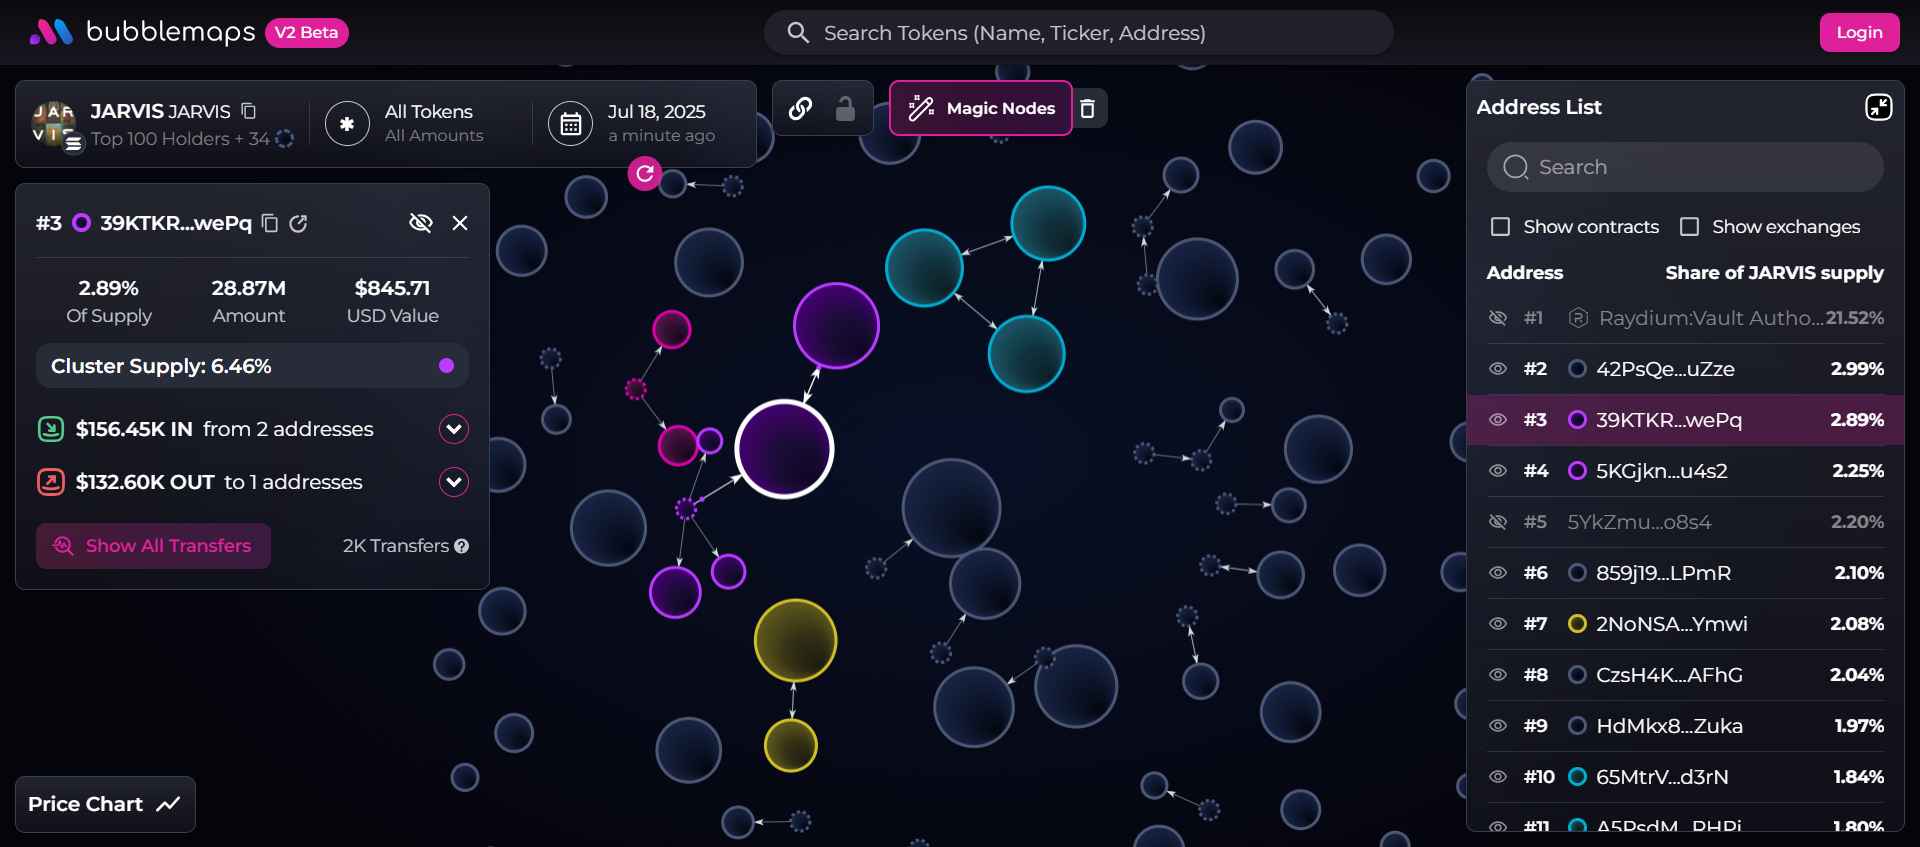 bubblemaps V2 Beta
Search Tokens (Name, Ticker, Address)
Login
JARVIS JARVIS
Top 100 Holders + 34
All Tokens
All Amounts
Jul 18, 2025
a minute ago
Magic Nodes
JAR
VIS
#3 39KTKR...wePq
2.89% 28.87M $845.71
Of Supply Amount USD Value
Cluster Supply: 6.46%
$156.45K IN from 2 addresses
$132.60K OUT to 1 addresses
Show All Transfers 2K Transfers
Price Chart
Address List
Search
Show contracts Show exchanges
Address Share of JARVIS supply
#1 Raydium:Vault Autho... 21.52%
#2 42PsQe...uZze 2.99%
#3 39KTKR...wePq 2.89%
#4 5KGjkn...u4s2 2.25%
#5 5YkZmu...o8s4 2.20%
#6 859j19...LPmR 2.10%
#7 2NoNSA...Ymwi 2.08%
#8 CzsH4K...AFhG 2.04%
#9 HdMkx8...Zuka 1.97%
#10 65MtrV...d3rN 1.84%
#11 1.80%